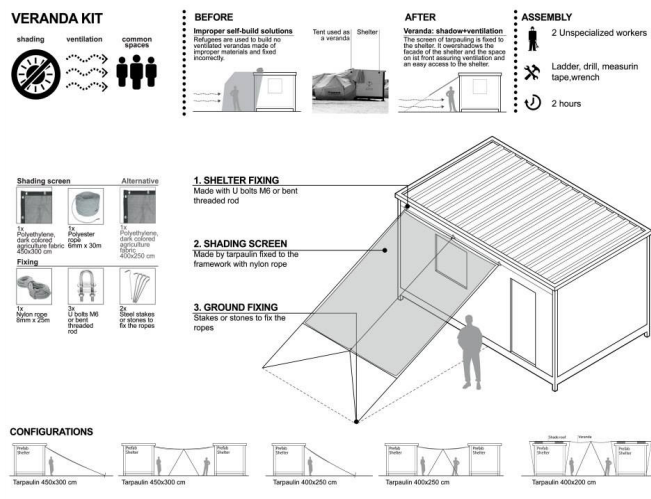 VERANDA KIT
shading
ventilation
common
spaces
BEFORE
Improper self-build solutions
Refugees are used to build no
ventilated verandas made of
improper materials and fixed
incorrectly.
Tent used as
a veranda
Shelter
AFTER
Veranda: shadow+ventilation
The screen of tarpauling is fixed to
the shelter. It owershadows the
facade of the shelter and the space
on ist front assuring ventilation and
an easy access to the shelter.
ASSEMBLY
2 Unspecialized workers
Ladder, drill, measurin
tape,wrench
2 hours
Shading screen
Alternative
1x
Polyethylene,
dark colored
agriculture fabric
450x300 cm
1x
Polyester
rope
6mm x 30m
1x
Polyethylene,
dark colored
agriculture
fabric
400x250 cm
Fixing
1x
Nylon rope
8mm x 25m
3x
U bolts M6
or bent
threaded
rod
2x
Steel stakes
or stones to
fix the ropes
1. SHELTER FIXING
Made with U bolts M6 or bent
threaded rod
2. SHADING SCREEN
Made by tarpaulin fixed to the
framework with nylon rope
3. GROUND FIXING
Stakes or stones to fix the
ropes
CONFIGURATIONS
Prefab
Shelter
Tarpaulin 450x300 cm
Prefab
Shelter
Prefab
Shelter
Tarpaulin 450x300 cm
Prefab
Shelter
Tarpaulin 400x250 cm
Prefab
Shelter
Prefab
Shelter
Tarpaulin 400x250 cm
Shade roof
Veranda
Prefab
Shelter
Prefab
Shelter
Tarpaulin 400x200 cm